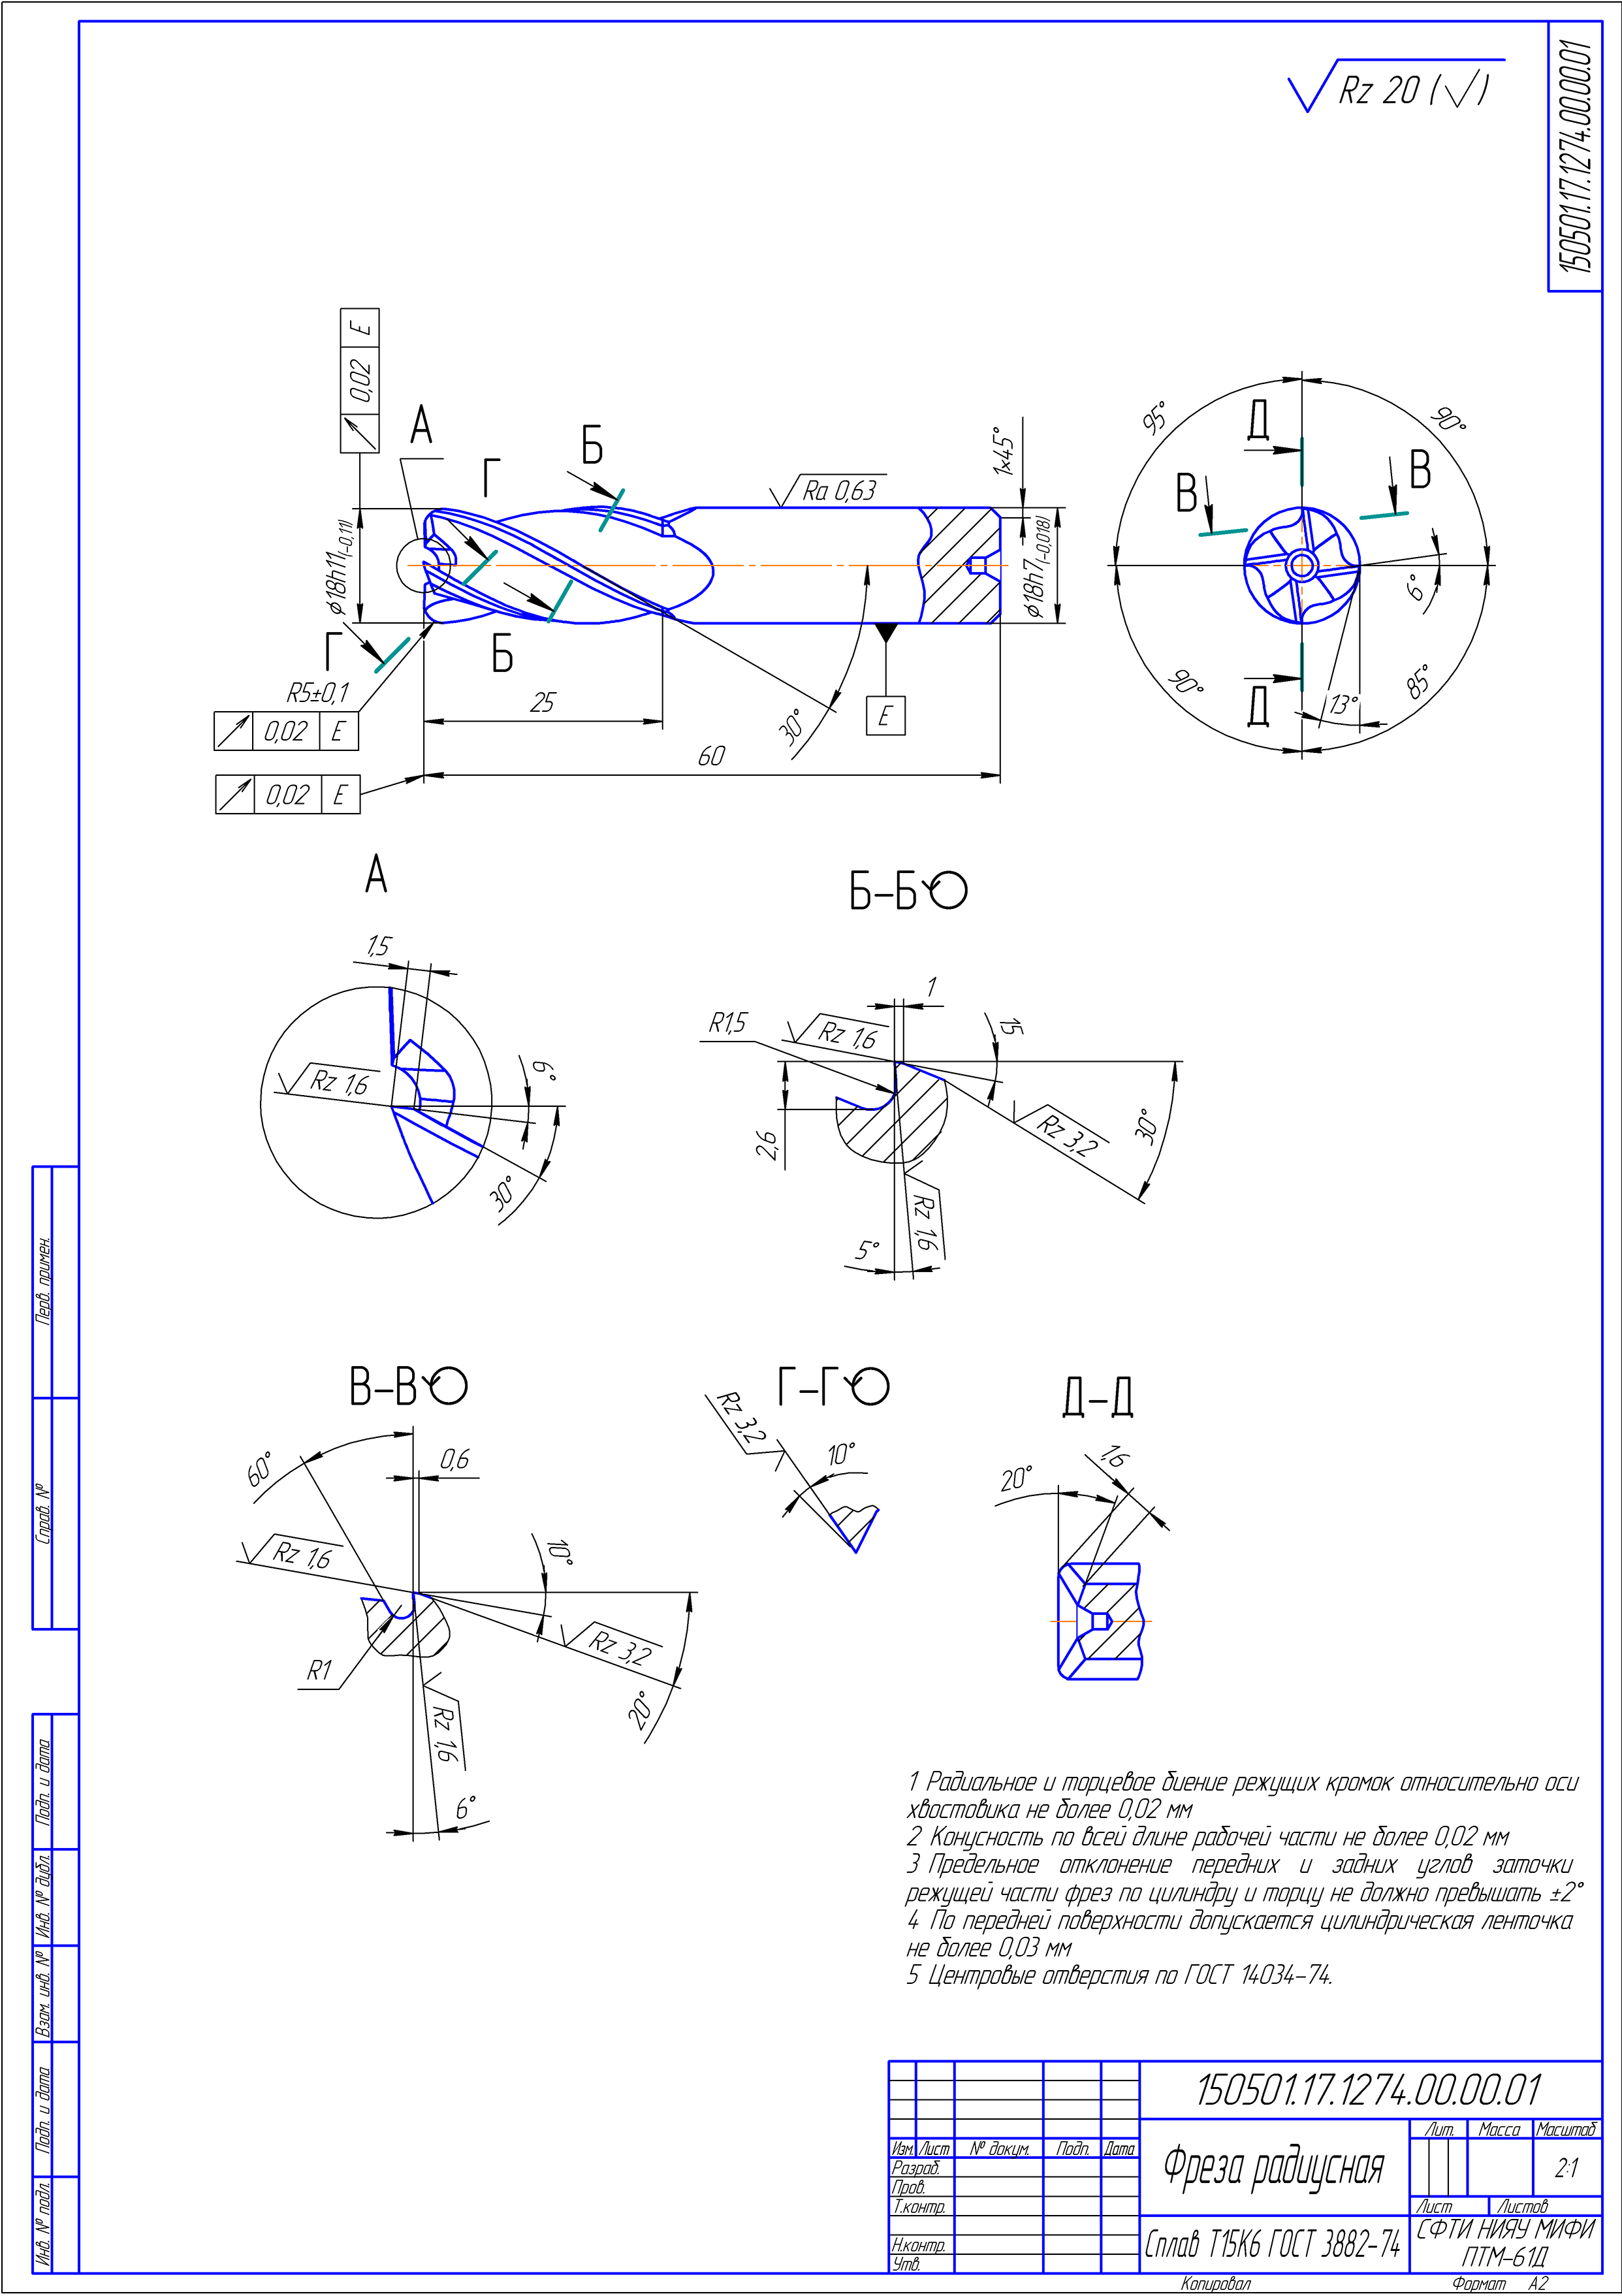 Rz 20 (√)
150501.17.1274.00.00.01
0,02 E
А
Г
Б
Ra 0,63
1x45°
ϕ18h11(-0,11)
ϕ18h7(-0,018)
Г
Б
R5±0,1
0,02 E
0,02 E
25
60
30°
E
95°
90°
Д
В
В
6°
90°
Д
13°
85°
А
1,5
Rz 1,6
6°
30°
Б-Б
1
R1,5
Rz 1,6
15
2,6
Rz 3,2
30°
Rz 1,6
5°
В-В
60°
0,6
Rz 1,6
10°
Rz 3,2
R1
20°
Rz 1,6
6°
Г-Г
Rz 3,2
10°
Д-Д
20°
1,6
1 Радиальное и торцевое биение режущих кромок относительно оси
хвостовика не более 0,02 мм
2 Конусность по всей длине рабочей части не более 0,02 мм
3 Предельное отклонение передних и задних углов заточки
режущей части фрез по цилиндру и торцу не должно превышать ±2°
4 По передней поверхности допускается цилиндрическая ленточка
не более 0,03 мм
5 Центровые отверстия по ГОСТ 14034-74.
Перв. примен.
Справ. №
Подп. и дата
Инв. № дубл.
Взам. инв. №
Подп. и дата
Инв. № подл.
150501.17.1274.00.00.01
Изм. Лист № докум. Подп. Дата
Разраб.
Пров.
Т.контр.
Н.контр.
Утв.
Фреза радиусная
Лит. Масса Масштаб
2:1
Лист Листов
Сплав Т15К6 ГОСТ 3882-74
СФТИ НИЯУ МИФИ
ПТМ-61Д
Копировал Формат А2